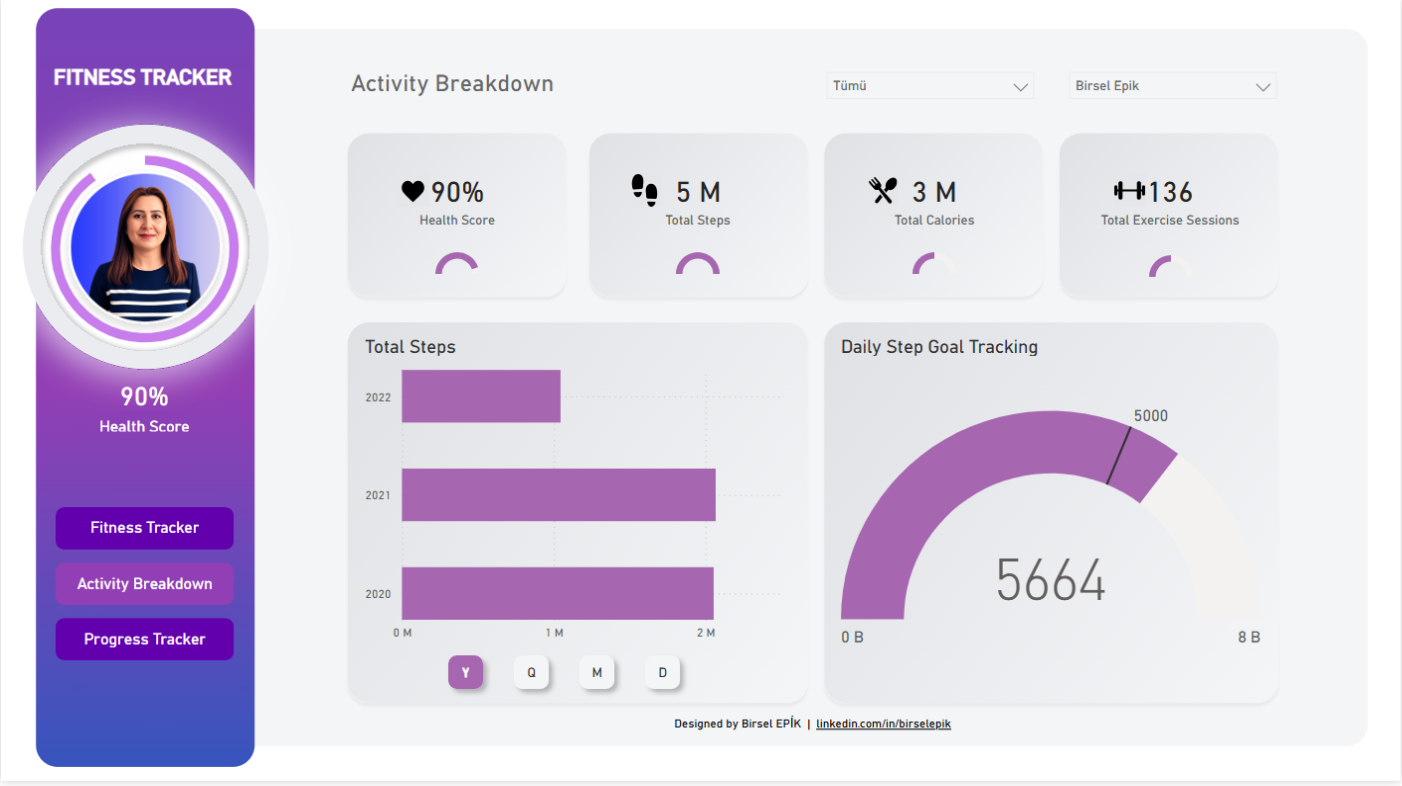 FITNESS TRACKER
90%
Health Score
Fitness Tracker
Activity Breakdown
Progress Tracker
Activity Breakdown
Tümü
Birsel Epik
90%
Health Score
5 M
Total Steps
3 M
Total Calories
136
Total Exercise Sessions
Total Steps
2022
2021
2020
0 M 1 M 2 M
Y Q M D
Daily Step Goal Tracking
5000
5664
0 B 8 B
Designed by Birsel EPİK | linkedin.com/in/birselepik